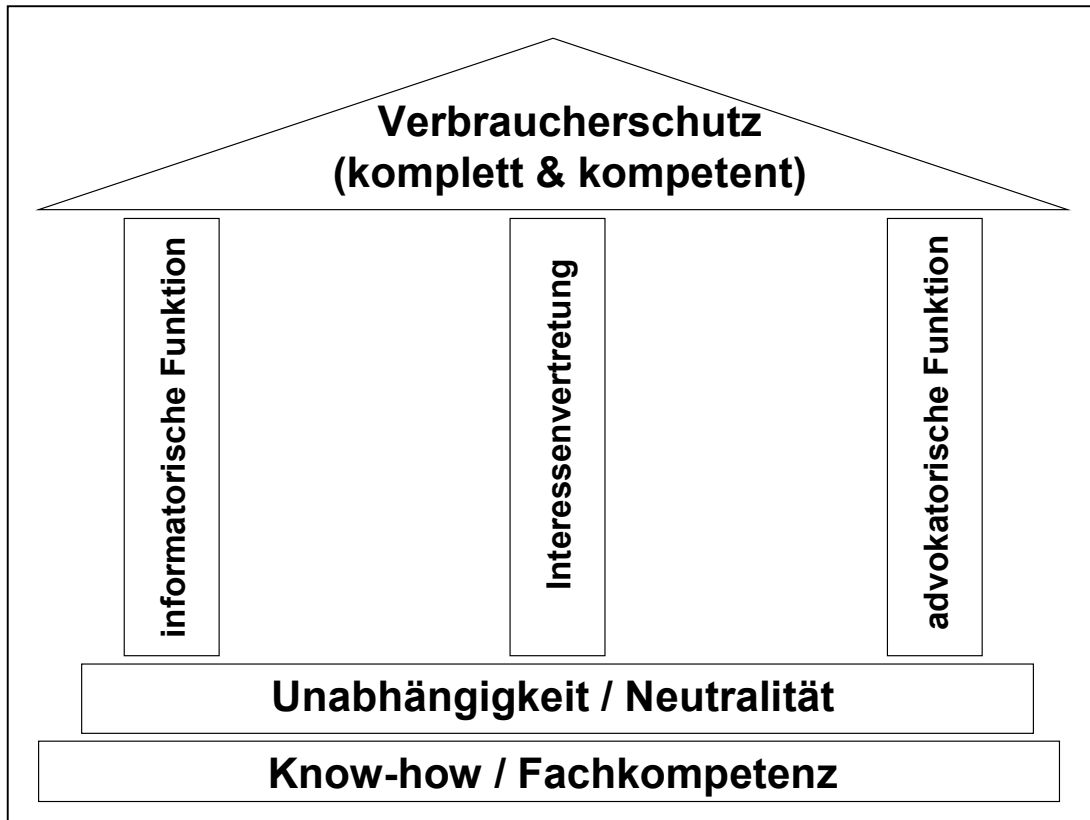 Verbraucherschutz
(komplett & kompetent)
informatorische Funktion
Interessenvertretung
advokatorische Funktion
Unabhängigkeit / Neutralität
Know-how / Fachkompetenz